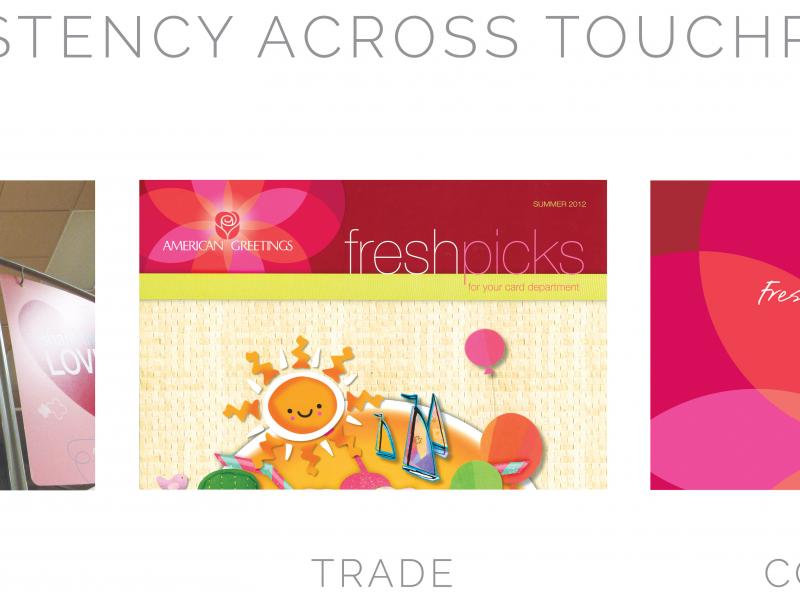 STENCY ACROSS TOUCHP
SUMMER 2012
AMERICAN GREETINGS
freshpicks
for your card department
LOV
Fres
TRADE
CO